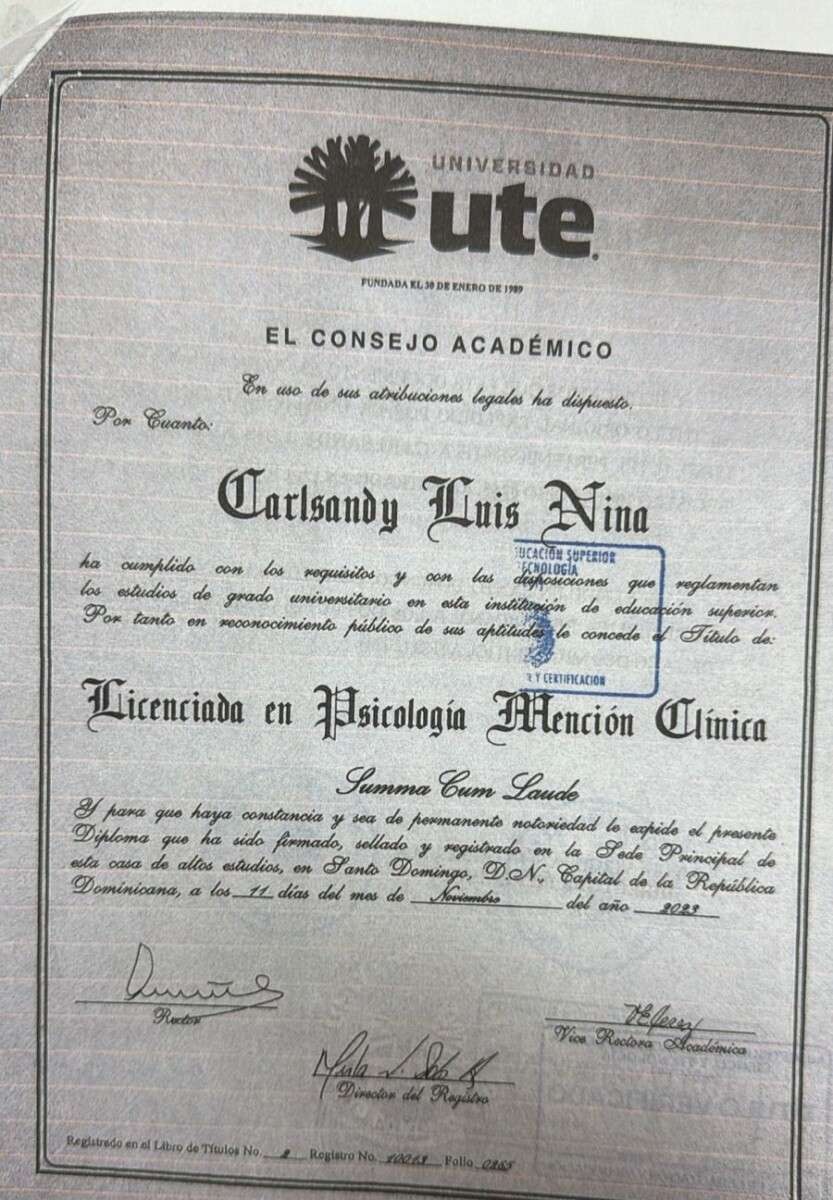 UNIVERSIDAD
ute
FUNDADA EL 30 DE ENERO DE 1989
EL CONSEJO ACADÉMICO
En uso de sus atribuciones legales ha dispuesto.
Por Cuanto:
Carlsandy Luis Nina
UCACIÓN SUPERIOR
ECNOLOGÍA
ha cumplido con los requisitos y con las disposiciones que reglamentan
los estudios de grado universitario en esta institución de educación superior.
Por tanto en reconocimiento público de sus aptitudes le concede el Título de:
Y CERTIFICACIÓN
Licenciada en Psicología Mención Clínica
Summa Cum Laude
Y para que haya constancia y sea de permanente notoriedad le expide el presente
Diploma que ha sido firmado, sellado y registrado en la Sede Principal de
esta casa de altos estudios, en Santo Domingo, D.N., Capital de la República
Dominicana, a los 11 días del mes de Noviembre del año 2023
Rector
Vice Rectora Académica
Director del Registro
Registrado en el Libro de Títulos No. 2 Registro No. 10013 Folio 0265